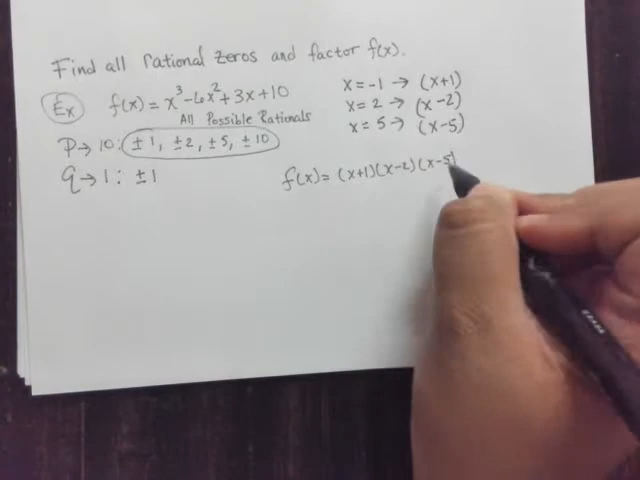 Find all rational zeros and factor f(x).
Ex f(x) = x³-6x²+3x+10
All Possible Rationals
P → 10: ±1, ±2, ±5, ±10
q → 1: ±1
x = -1 → (x+1)
x = 2 → (x-2)
x = 5 → (x-5)
f(x) = (x+1)(x-2)(x-5)